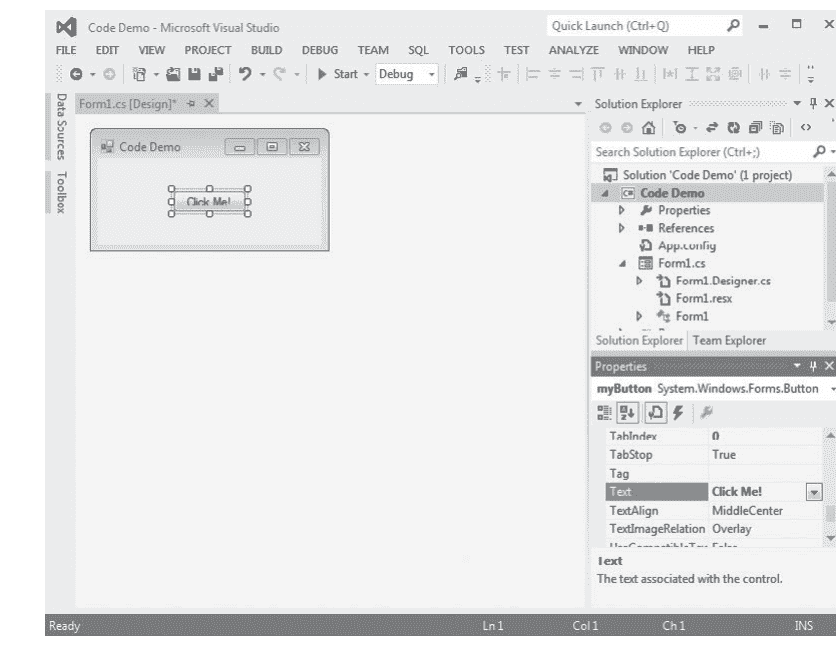 Code Demo - Microsoft Visual Studio
Quick Launch (Ctrl+Q)
FILE EDIT VIEW PROJECT BUILD DEBUG TEAM SQL TOOLS TEST ANALYZE WINDOW HELP
Start Debug
Data Sources
Toolbox
Form1.cs [Design]*
Code Demo
Click Me!
Solution Explorer
Search Solution Explorer (Ctrl+;)
Solution 'Code Demo' (1 project)
C# Code Demo
Properties
References
App.config
Form1.cs
Form1.Designer.cs
Form1.resx
Form1
Solution Explorer Team Explorer
Properties
myButton System.Windows.Forms.Button
TabIndex 0
TabStop True
Tag
Text Click Me!
TextAlign MiddleCenter
TextImageRelation Overlay
False
Text
The text associated with the control.
Ready Ln 1 Col 1 Ch 1 INS